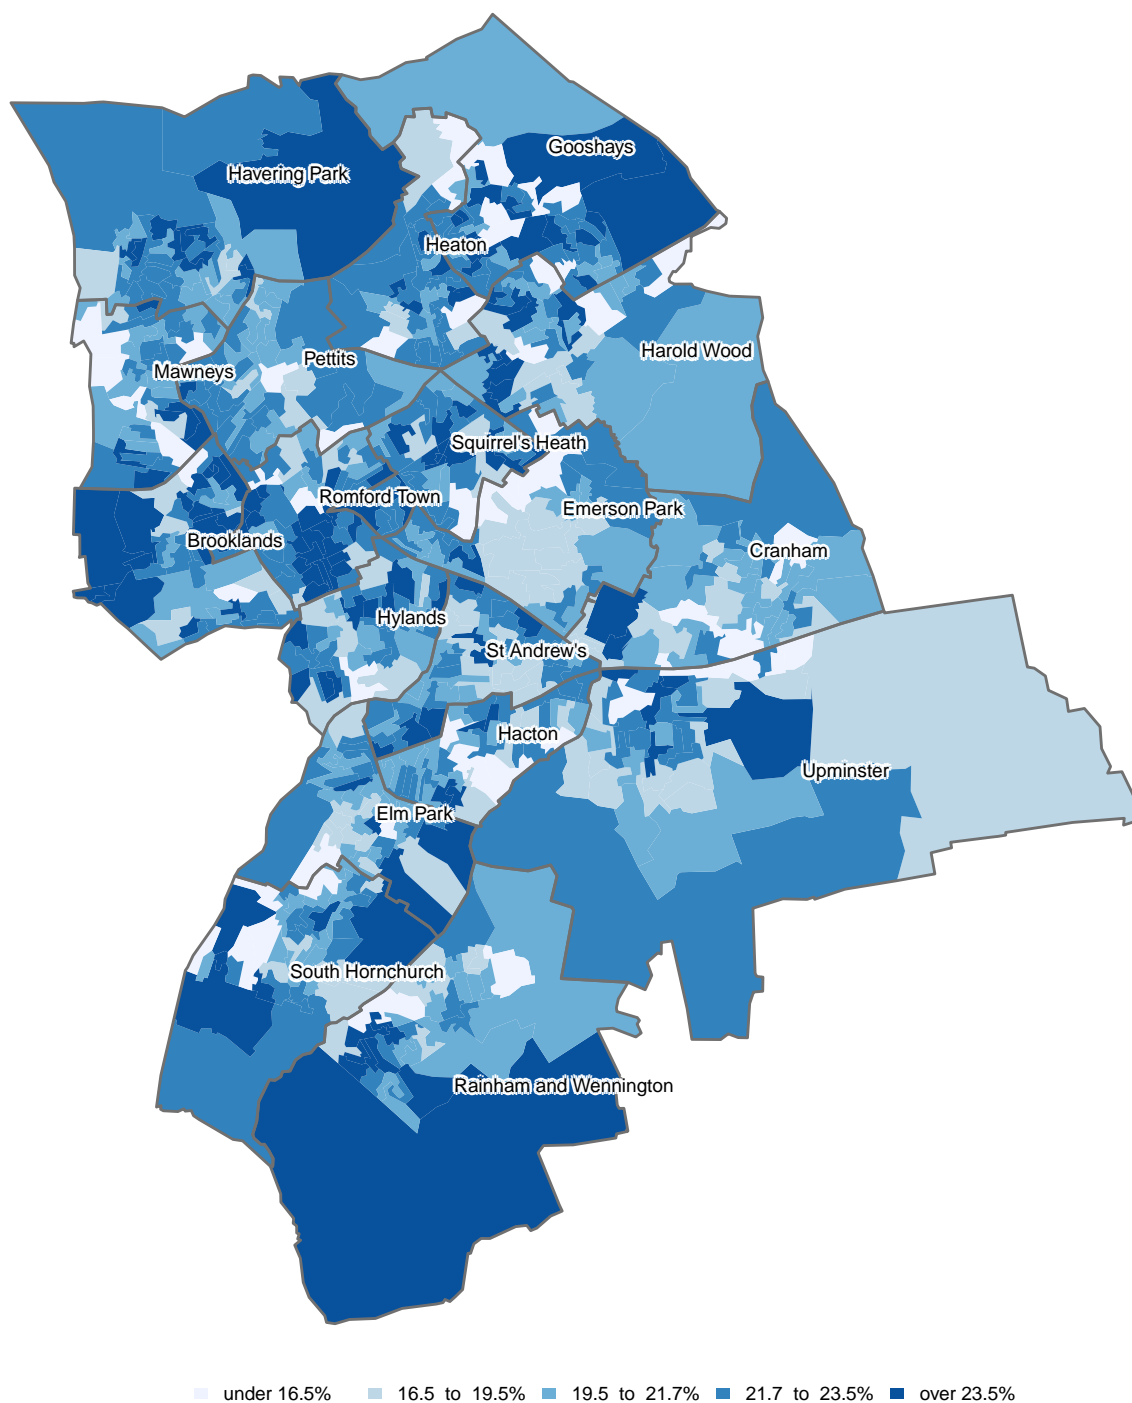 Gooshays
Havering Park
Heaton
Harold Wood
Pettits
Mawneys
Squirrel's Heath
Romford Town
Emerson Park
Brooklands
Cranham
Hylands
St Andrew's
Hacton
Upminster
Elm Park
South Hornchurch
Rainham and Wennington
under 16.5% 16.5 to 19.5% 19.5 to 21.7% 21.7 to 23.5% over 23.5%